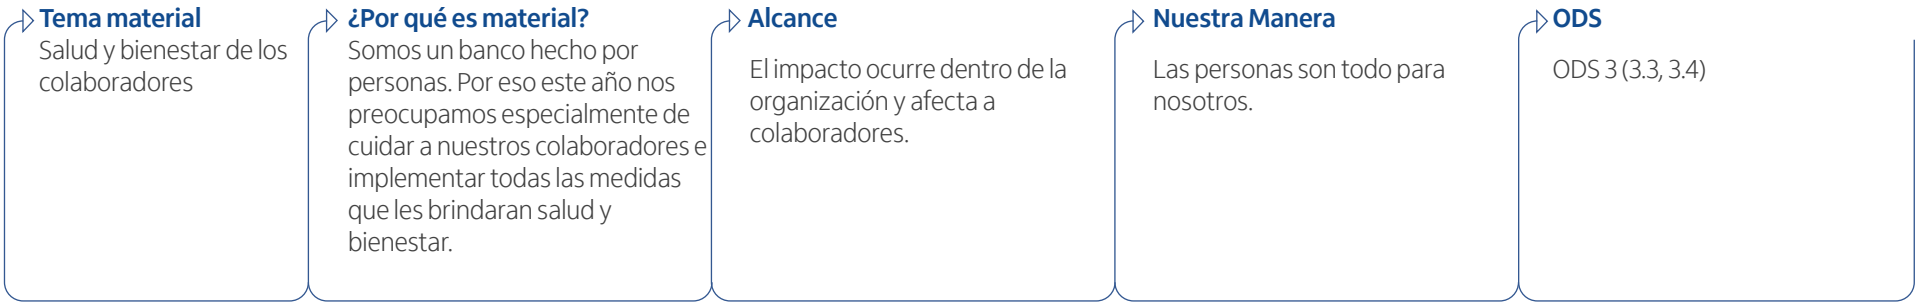 Tema material
Salud y bienestar de los
colaboradores
¿Por qué es material?
Somos un banco hecho por
personas. Por eso este año nos
preocupamos especialmente de
cuidar a nuestros colaboradores e
implementar todas las medidas
que les brindaran salud y
bienestar.
Alcance
El impacto ocurre dentro de la
organización y afecta a
colaboradores.
Nuestra Manera
Las personas son todo para
nosotros.
ODS
ODS 3 (3.3, 3.4)